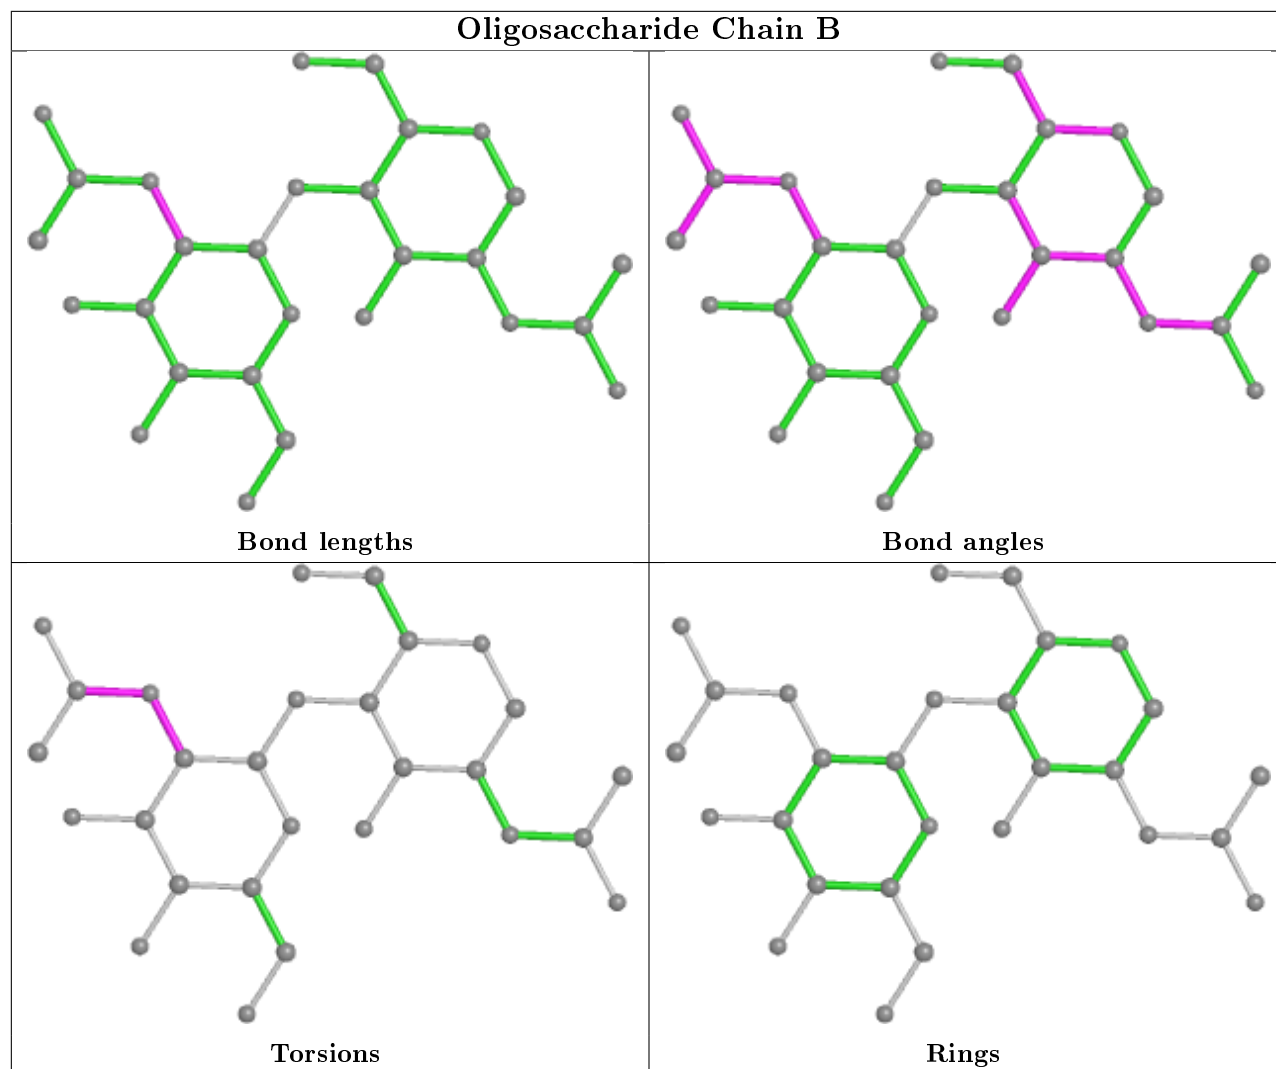 Oligosaccharide Chain B
Bond lengths
Bond angles
Torsions
Rings